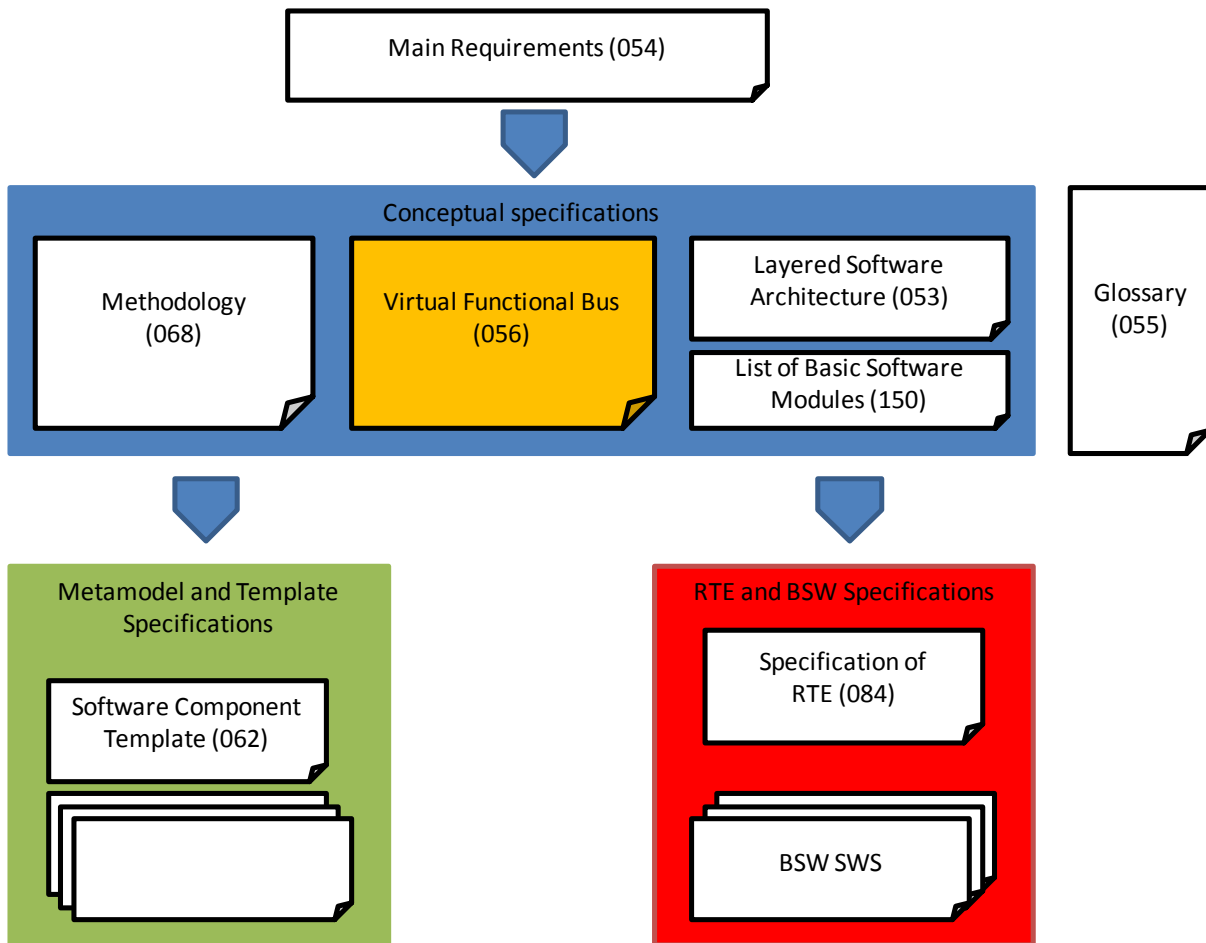 Main Requirements (054)
Conceptual specifications
Methodology
(068)
Virtual Functional Bus
(056)
Layered Software
Architecture (053)
List of Basic Software
Modules (150)
Glossary
(055)
Metamodel and Template
Specifications
Software Component
Template (062)
RTE and BSW Specifications
Specification of
RTE (084)
BSW SWS